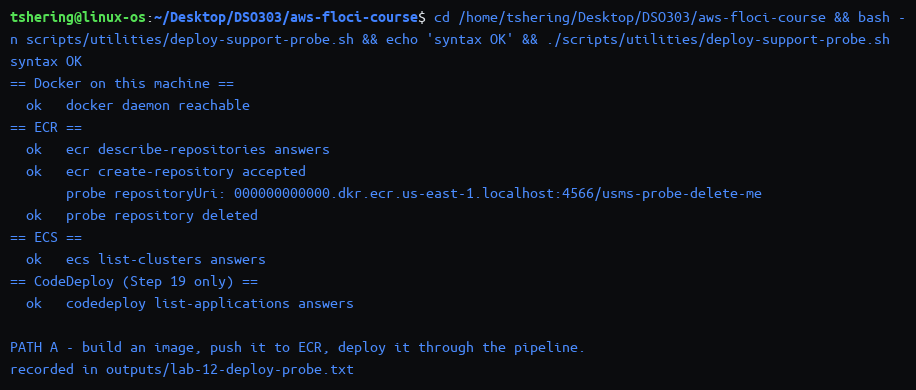 tshering@linux-os:~/Desktop/DSO303/aws-floci-course$ cd /home/tshering/Desktop/DSO303/aws-floci-course && bash -
n scripts/utilities/deploy-support-probe.sh && echo 'syntax OK' && ./scripts/utilities/deploy-support-probe.sh
syntax OK
== Docker on this machine ==
  ok   docker daemon reachable
== ECR ==
  ok   ecr describe-repositories answers
  ok   ecr create-repository accepted
       probe repositoryUri: 000000000000.dkr.ecr.us-east-1.localhost:4566/usms-probe-delete-me
  ok   probe repository deleted
== ECS ==
  ok   ecs list-clusters answers
== CodeDeploy (Step 19 only) ==
  ok   codedeploy list-applications answers

PATH A - build an image, push it to ECR, deploy it through the pipeline.
recorded in outputs/lab-12-deploy-probe.txt